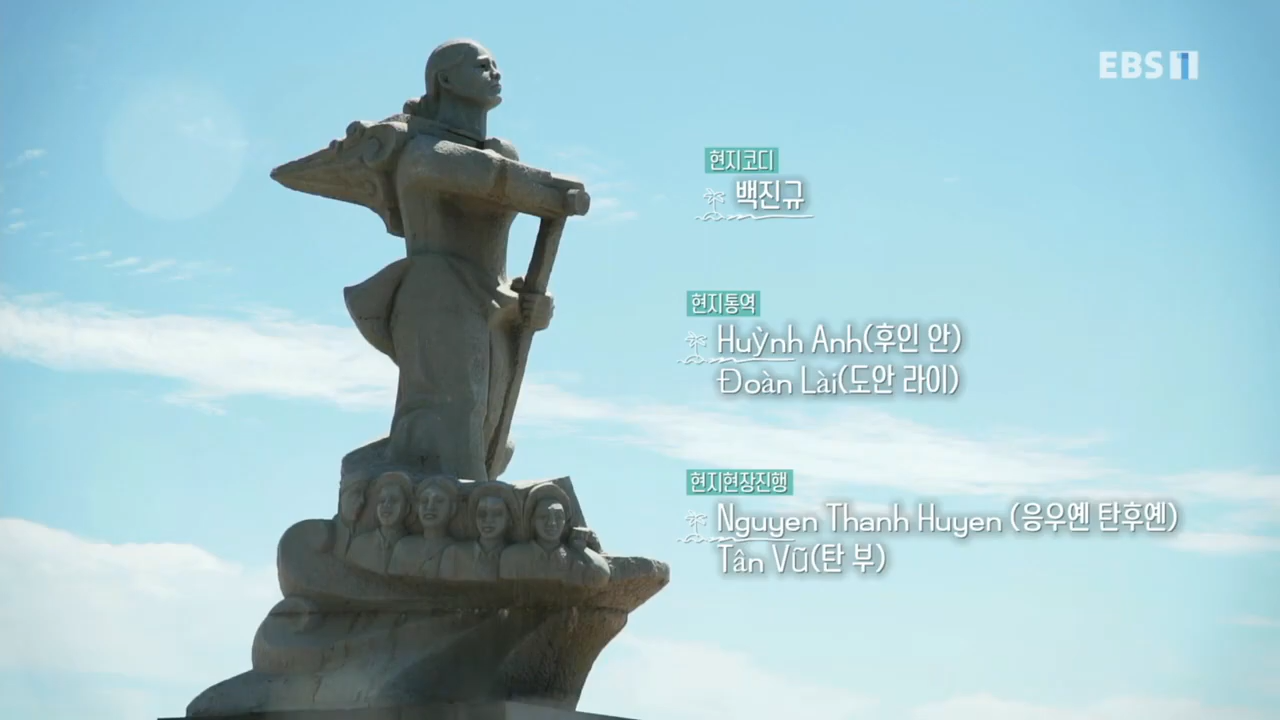 EBS 1
현지코디
백진규
현지통역
Huỳnh Anh(후인 안)
Đoàn Lài(도안 라이)
현지현장진행
Nguyen Thanh Huyen (응우옌 탄후옌)
Tân Vũ(탄 부)